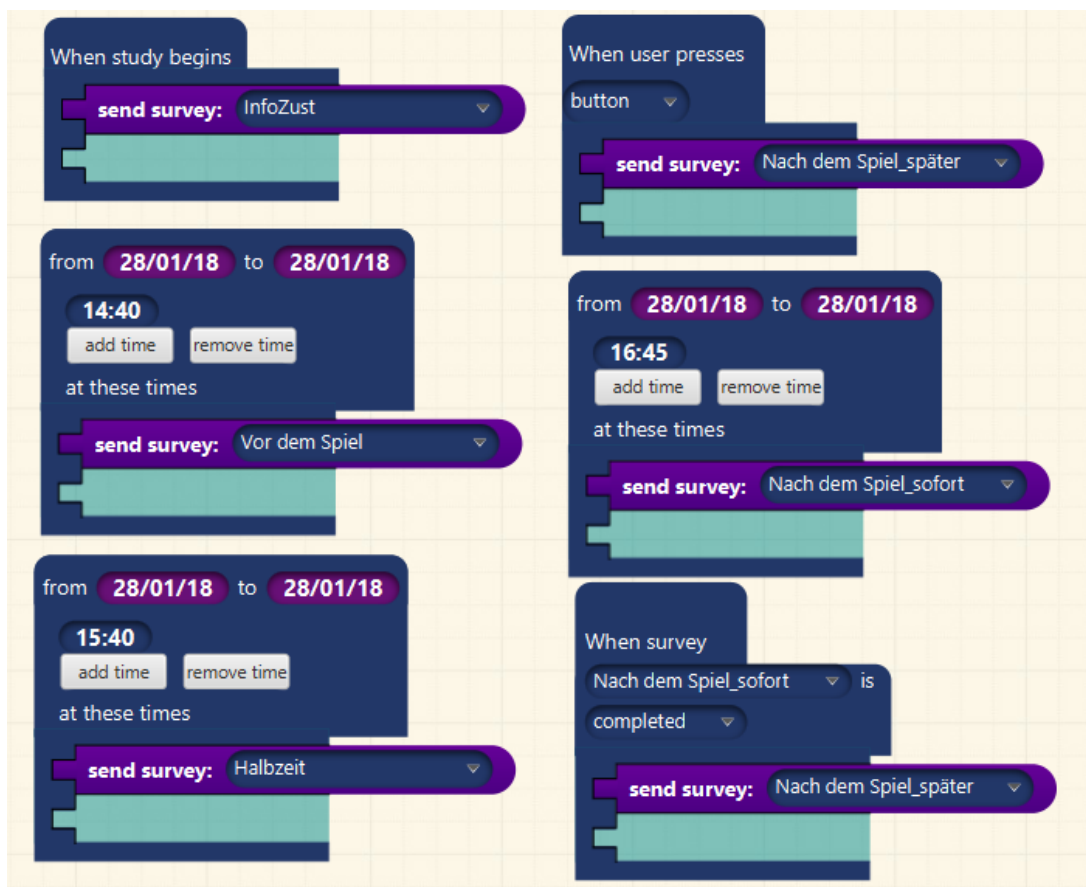 When study begins
send survey: InfoZust
from 28/01/18 to 28/01/18
14:40
add time remove time
at these times
send survey: Vor dem Spiel
from 28/01/18 to 28/01/18
15:40
add time remove time
at these times
send survey: Halbzeit
When user presses
button
send survey: Nach dem Spiel_später
from 28/01/18 to 28/01/18
16:45
add time remove time
at these times
send survey: Nach dem Spiel_sofort
When survey
Nach dem Spiel_sofort is
completed
send survey: Nach dem Spiel_später